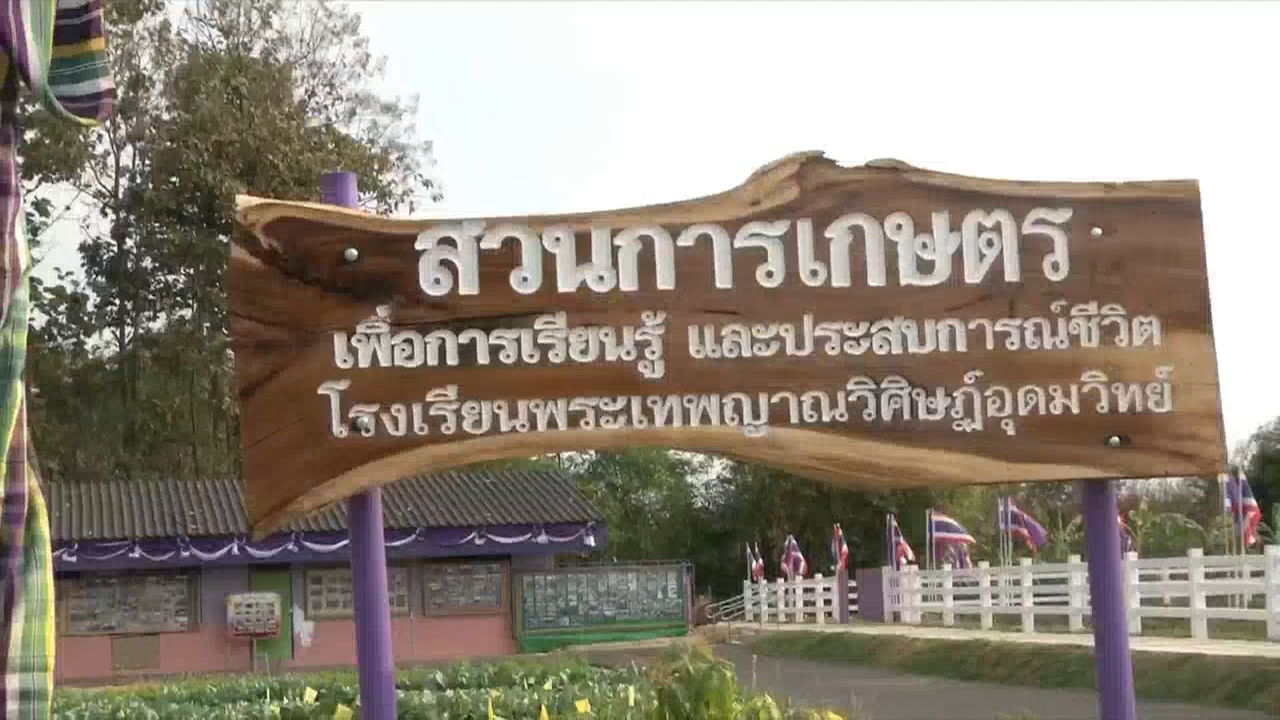 สวนการเกษตร
เพื่อการเรียนรู้ และประสบการณ์ชีวิต
โรงเรียนพระเทพญาณวิศิษฏ์อุดมวิทย์